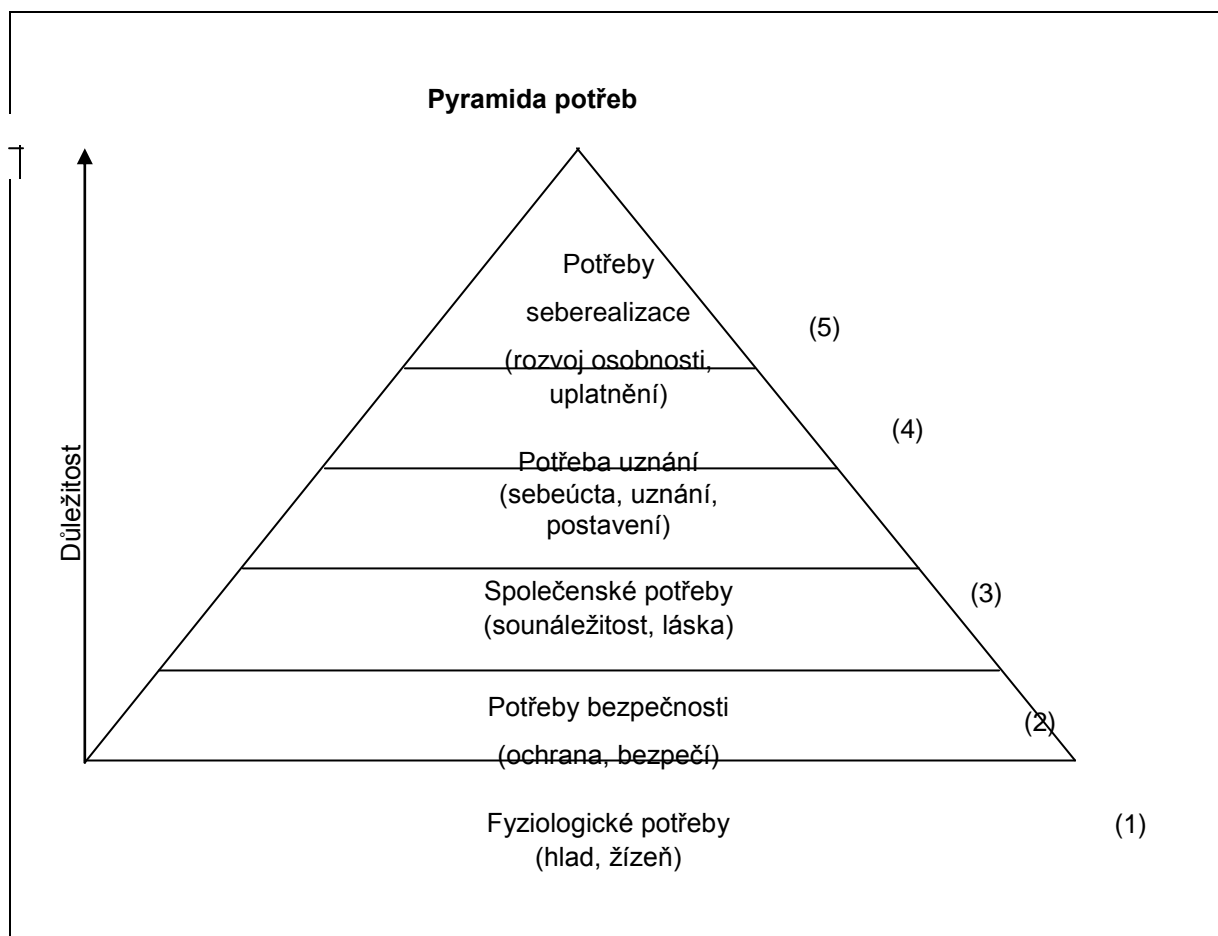 Pyramida potřeb
Potřeby
seberealizace
(5)
(rozvoj osobnosti,
uplatnění)
(4)
Potřeba uznání
(sebeúcta, uznání,
postavení)
Důležitost
Společenské potřeby
(3)
(sounáležitost, láska)
Potřeby bezpečnosti
(2)
(ochrana, bezpečí)
Fyziologické potřeby
(1)
(hlad, žízeň)